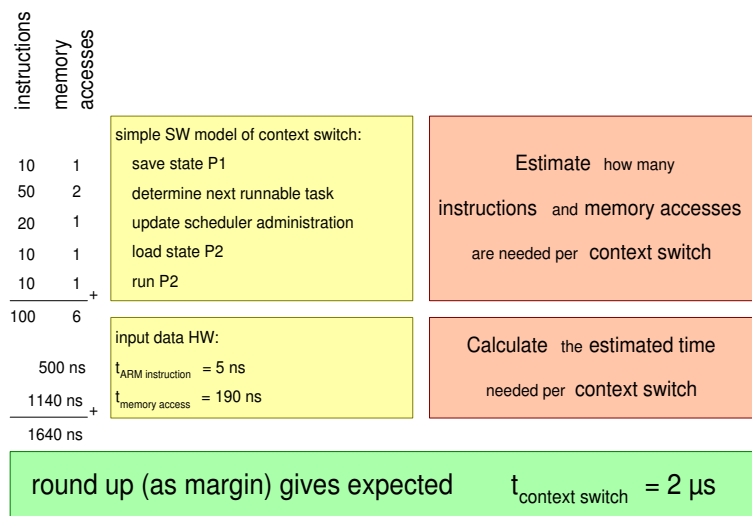 instructions
memory
accesses
simple SW model of context switch:
10 1 save state P1
50 2 determine next runnable task
20 1 update scheduler administration
10 1 load state P2
10 1 run P2
+
100 6
Estimate how many
instructions and memory accesses
are needed per context switch
input data HW:
500 ns t ARM instruction = 5 ns
1140 ns + t memory access = 190 ns
1640 ns
Calculate the estimated time
needed per context switch
round up (as margin) gives expected t context switch = 2 µs